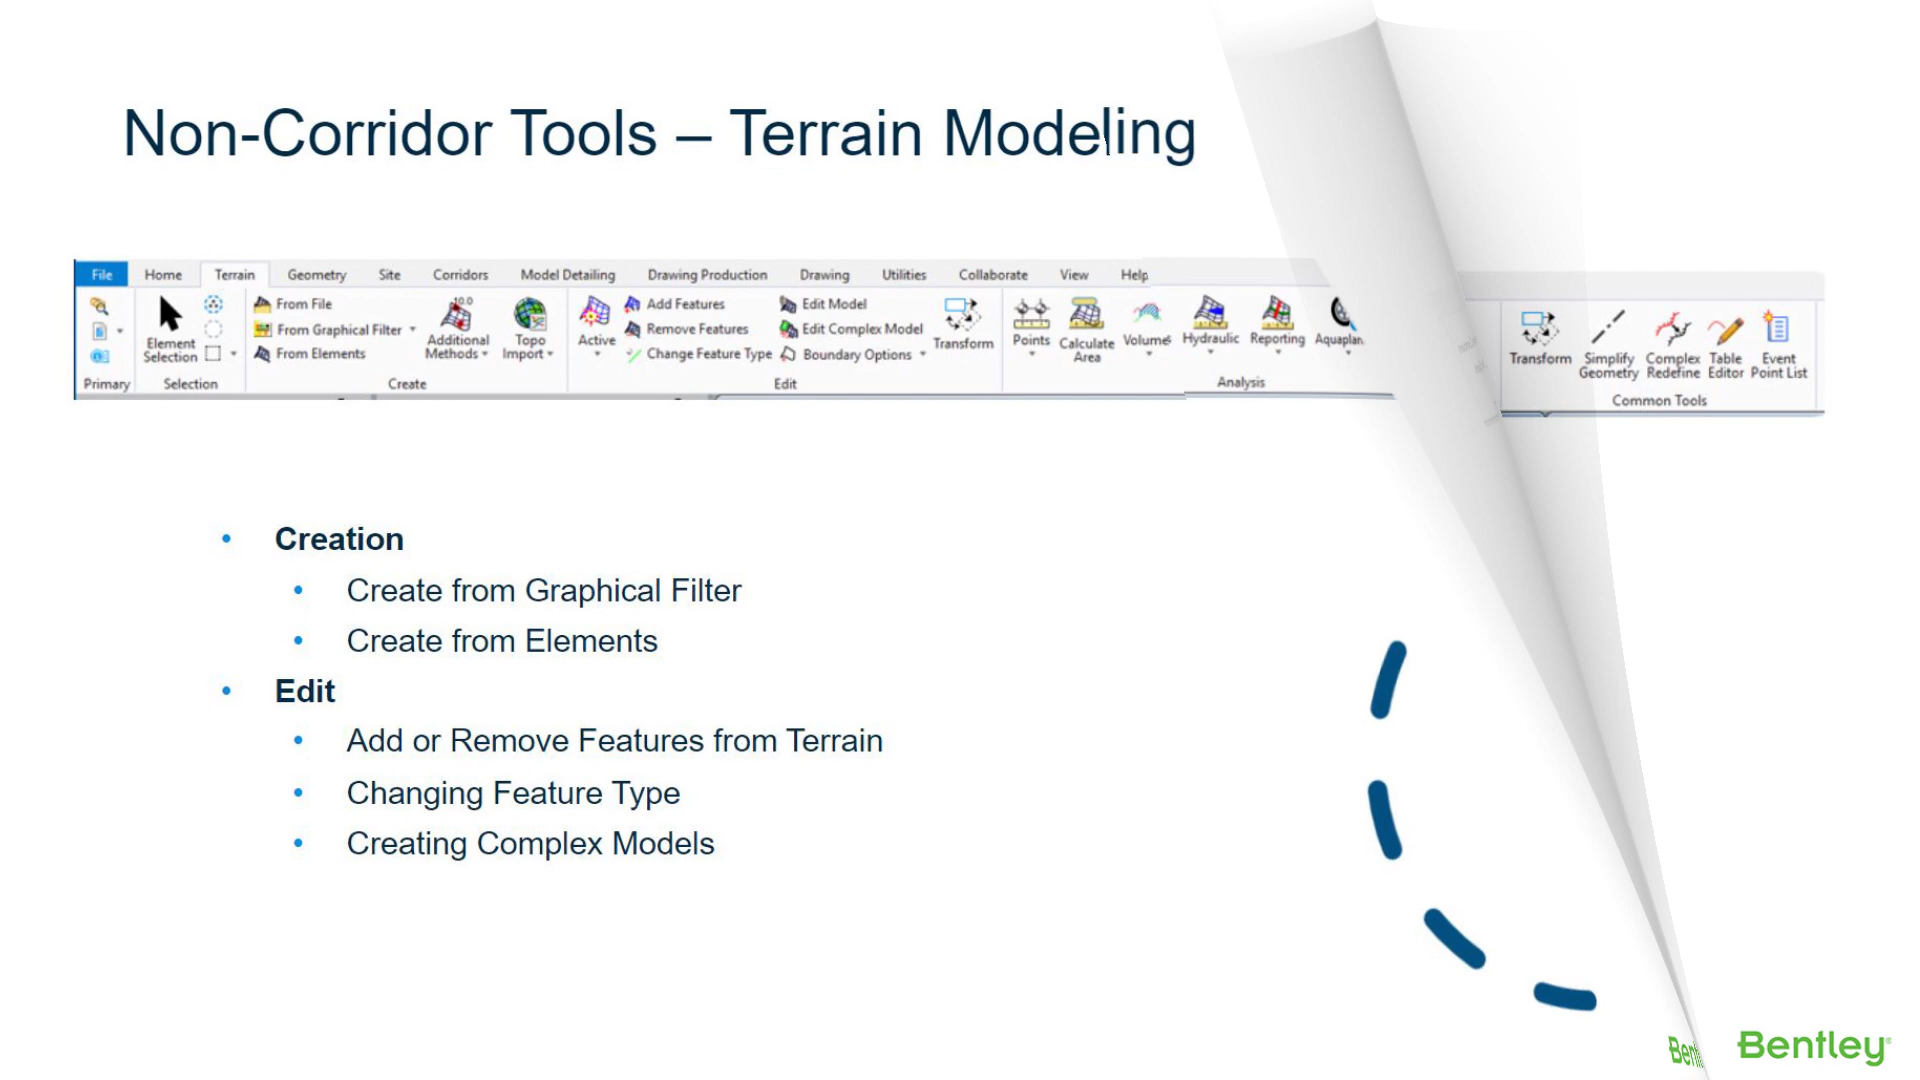 Non-Corridor Tools – Terrain Modeling
File Home Terrain Geometry Site Corridors Model Detailing Drawing Production Drawing Utilities Collaborate View Help
From File Add Features Edit Model
From Graphical Filter Remove Features Edit Complex Model
From Elements Change Feature Type Boundary Options
Element Selection
Additional Methods
Topo Import
Active
Transform
Points
Calculate Area
Volumes
Hydraulic
Reporting
Transform
Simplify Geometry
Complex Redefine
Table Editor
Event Point List
Primary Selection Create Edit Analysis Common Tools
• Creation
• Create from Graphical Filter
• Create from Elements
• Edit
• Add or Remove Features from Terrain
• Changing Feature Type
• Creating Complex Models
Bentley